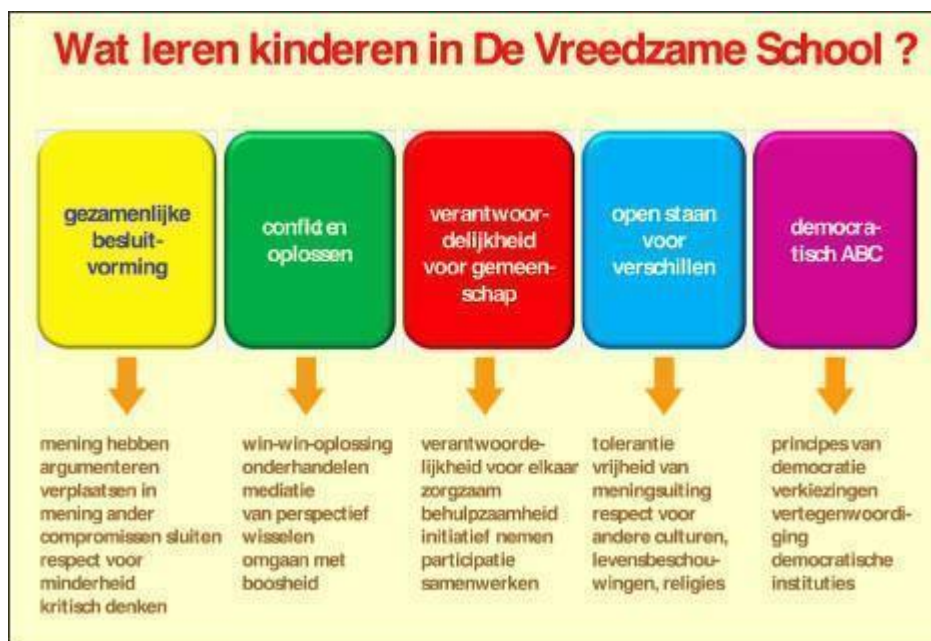 Wat leren kinderen in De Vreedzame School ?
gezamenlijke
besluit-
vorming
conflicten
oplossen
verantwoor-
delijkheid
voor gemeen-
schap
open staan
voor
verschillen
democra-
tisch ABC
mening hebben
argumenteren
verplaatsen in
mening ander
compromissen sluiten
respect voor
minderheid
kritisch denken
win-win-oplossing
onderhandelen
mediatie
van perspectief
wisselen
omgaan met
boosheid
verantwoorde-
lijkheid voor elkaar
zorgzaam
behulpzaamheid
initiatief nemen
participatie
samenwerken
tolerantie
vrijheid van
meningsuiting
respect voor
andere culturen,
levensbeschou-
wingen, religies
principes van
democratie
verkiezingen
vertegenwoordi-
ging
democratische
instituties